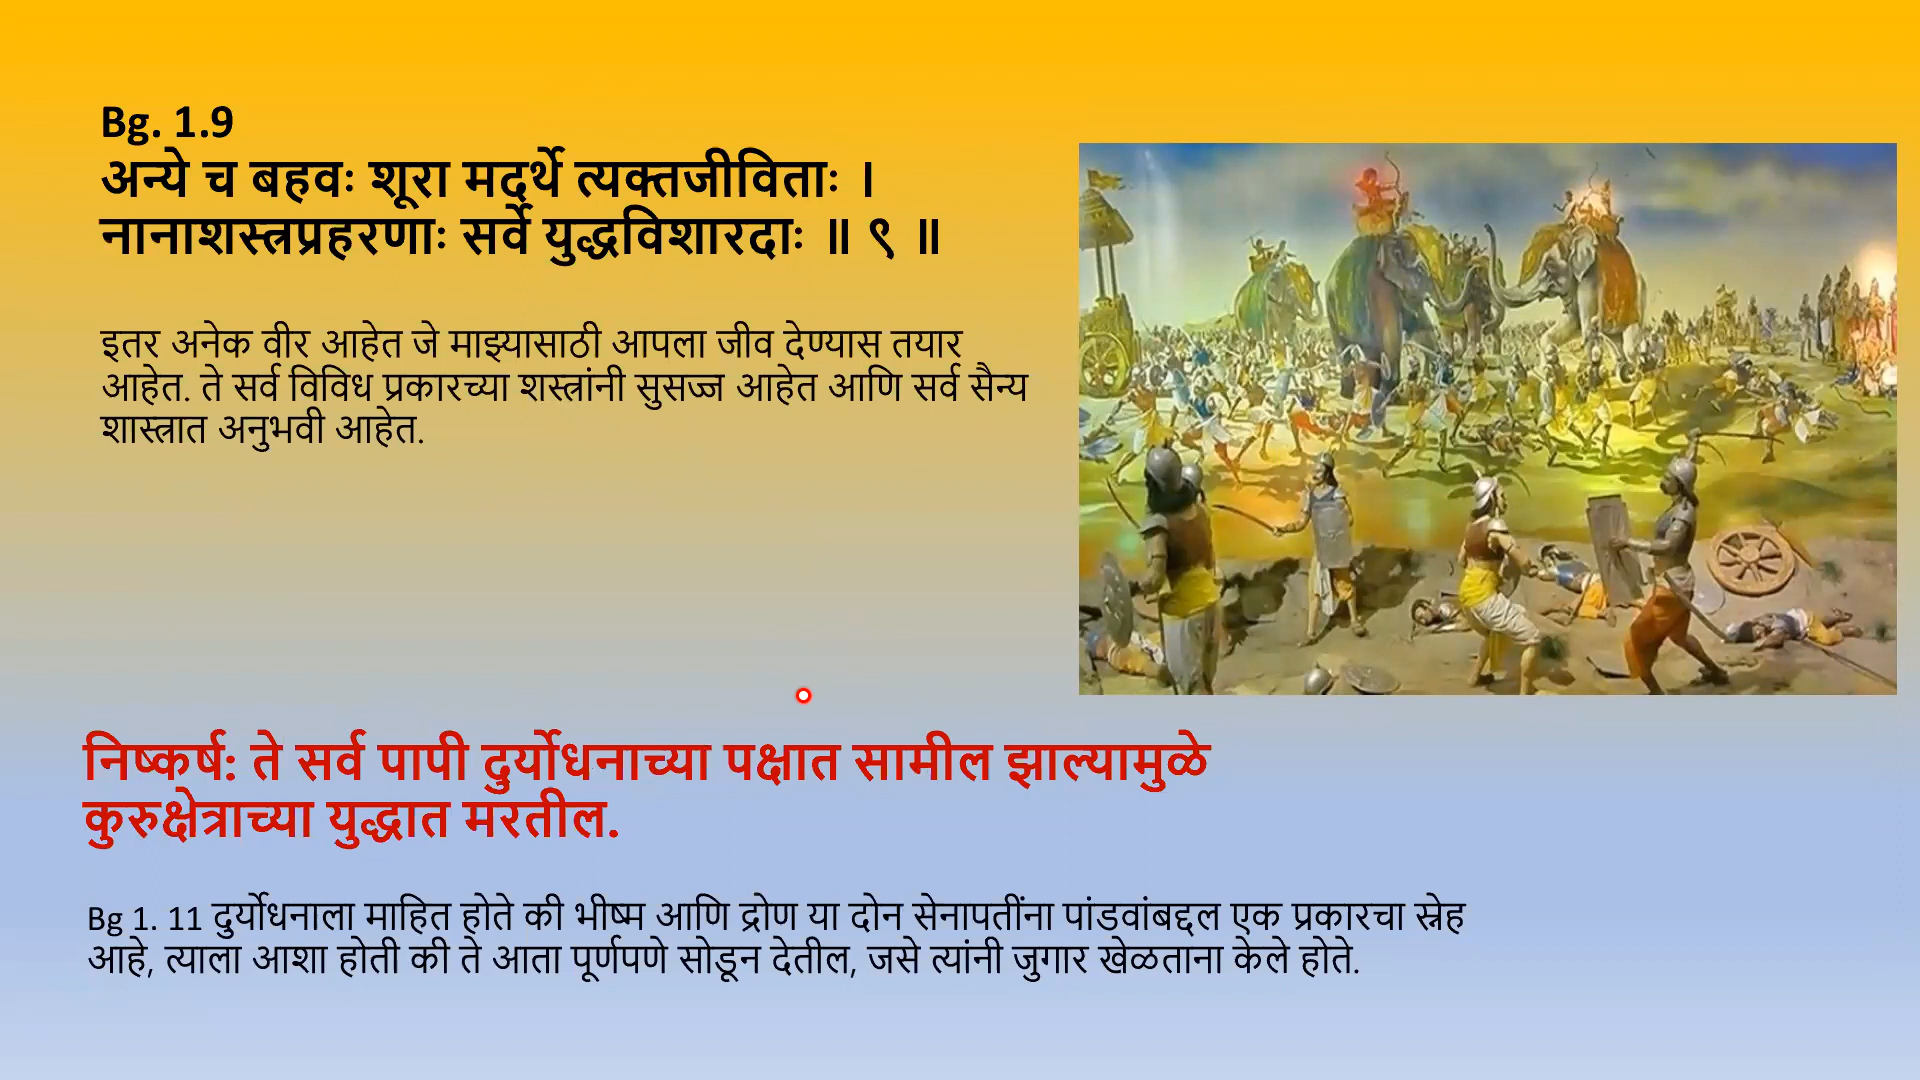 Bg. 1.9
अन्ये च बहवः शूरा मदर्थे त्यक्तजीविताः ।
नानाशस्त्रप्रहरणाः सर्वे युद्धविशारदाः ॥ ९ ॥
इतर अनेक वीर आहेत जे माझ्यासाठी आपला जीव देण्यास तयार
आहेत. ते सर्व विविध प्रकारच्या शस्त्रांनी सुसज्ज आहेत आणि सर्व सैन्य
शास्त्रात अनुभवी आहेत.
निष्कर्ष: ते सर्व पापी दुर्योधनाच्या पक्षात सामील झाल्यामुळे
कुरुक्षेत्राच्या युद्धात मरतील.
Bg 1. 11 दुर्योधनाला माहित होते की भीष्म आणि द्रोण या दोन सेनापतींना पांडवांबद्दल एक प्रकारचा स्नेह
आहे, त्याला आशा होती की ते आता पूर्णपणे सोडून देतील, जसे त्यांनी जुगार खेळताना केले होते.